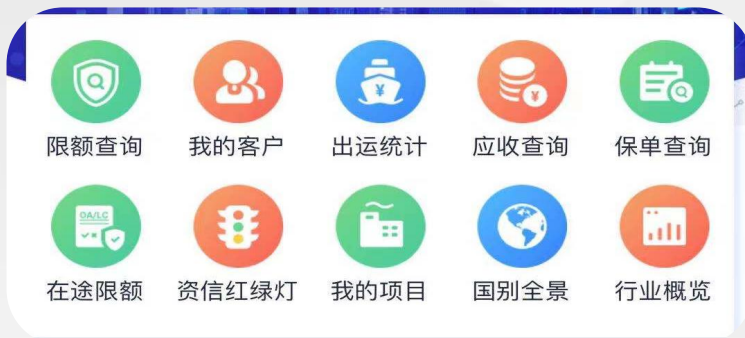 限额查询 我的客户 出运统计 应收查询 保单查询
OA/LC
在途限额 资信红绿灯 我的项目 国别全景 行业概览